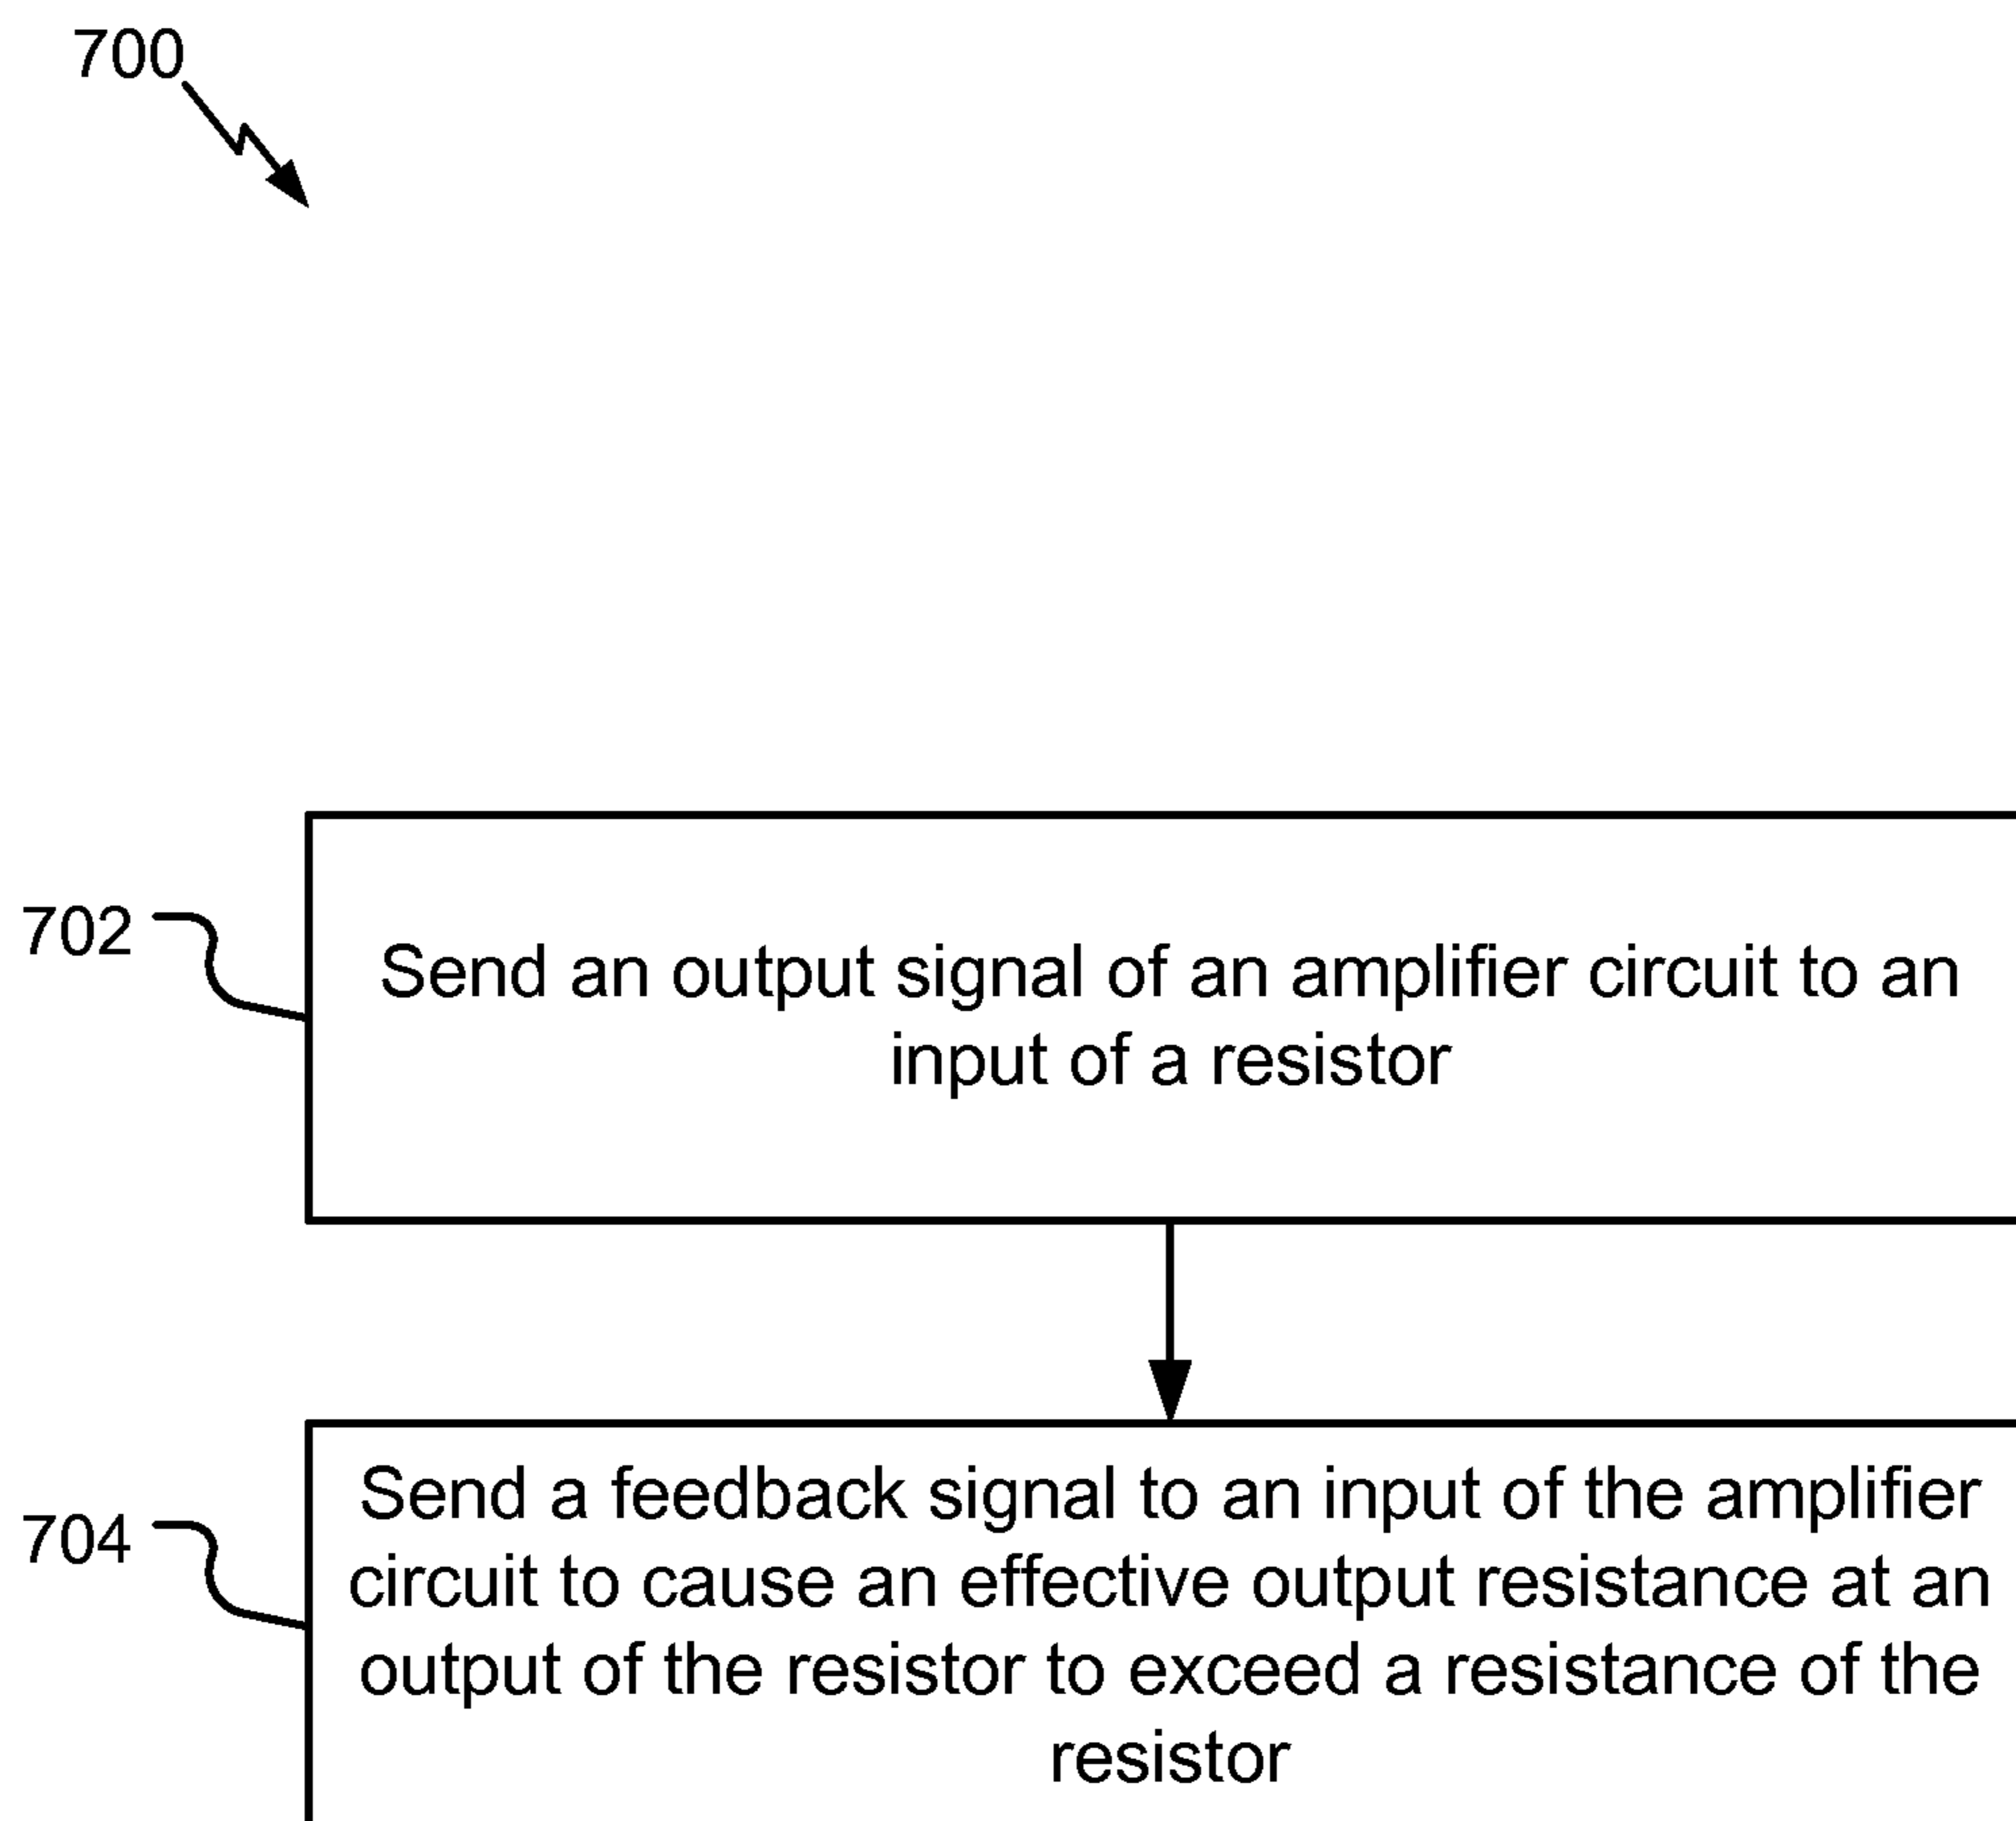 700
702
Send an output signal of an amplifier circuit to an
input of a resistor
704
Send a feedback signal to an input of the amplifier
circuit to cause an effective output resistance at an
output of the resistor to exceed a resistance of the
resistor